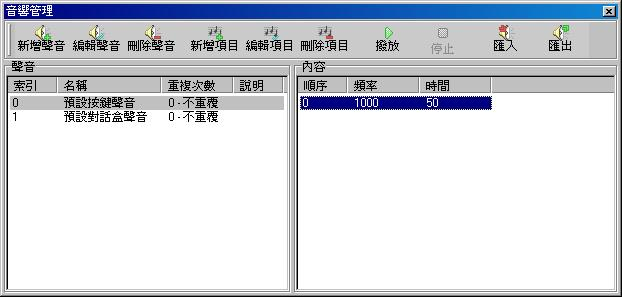 音響管理
新增聲音 編輯聲音 刪除聲音 新增項目 編輯項目 刪除項目 撥放 停止 匯入 匯出
聲音 內容
索引 名稱 重複次數 說明 順序 頻率 時間
0 預設按鍵聲音 0 - 不重覆 0 1000 50
1 預設對話盒聲音 0 - 不重覆